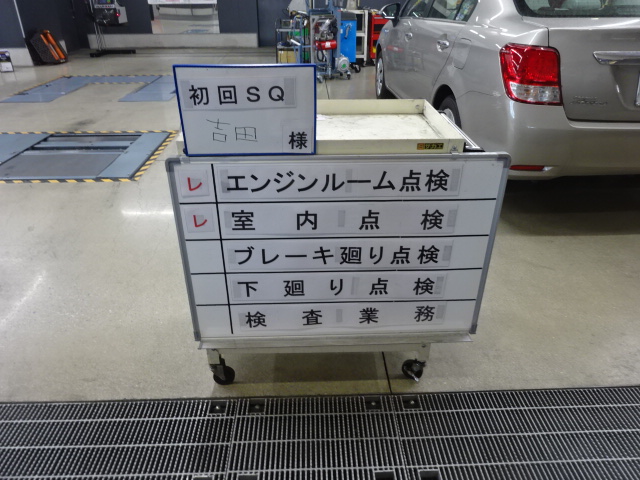 初回SQ
吉田 様
レ エンジンルーム点検
レ 室内点検
ブレーキ廻り点検
下廻り点検
検査業務